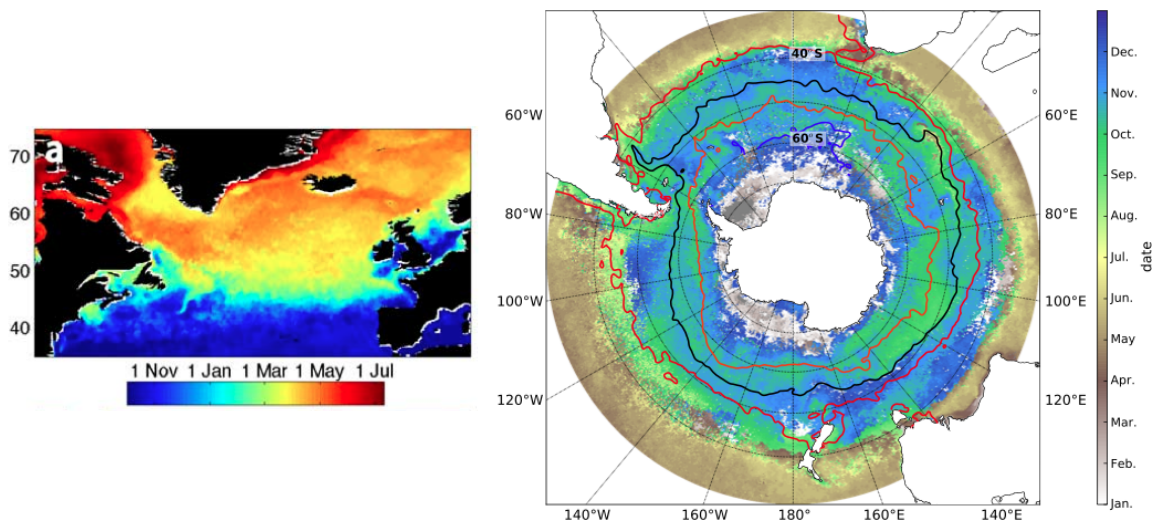 a
70
60
50
40
1 Nov 1 Jan 1 Mar 1 May 1 Jul
40°S
60°S
60°W
80°W
100°W
120°W
140°W
160°W
180°W
160°E
140°E
120°E
100°E
80°E
60°E
Dec.
Nov.
Oct.
Sep.
Aug.
Jul.
Jun.
May
Apr.
Mar.
Feb.
Jan.
date